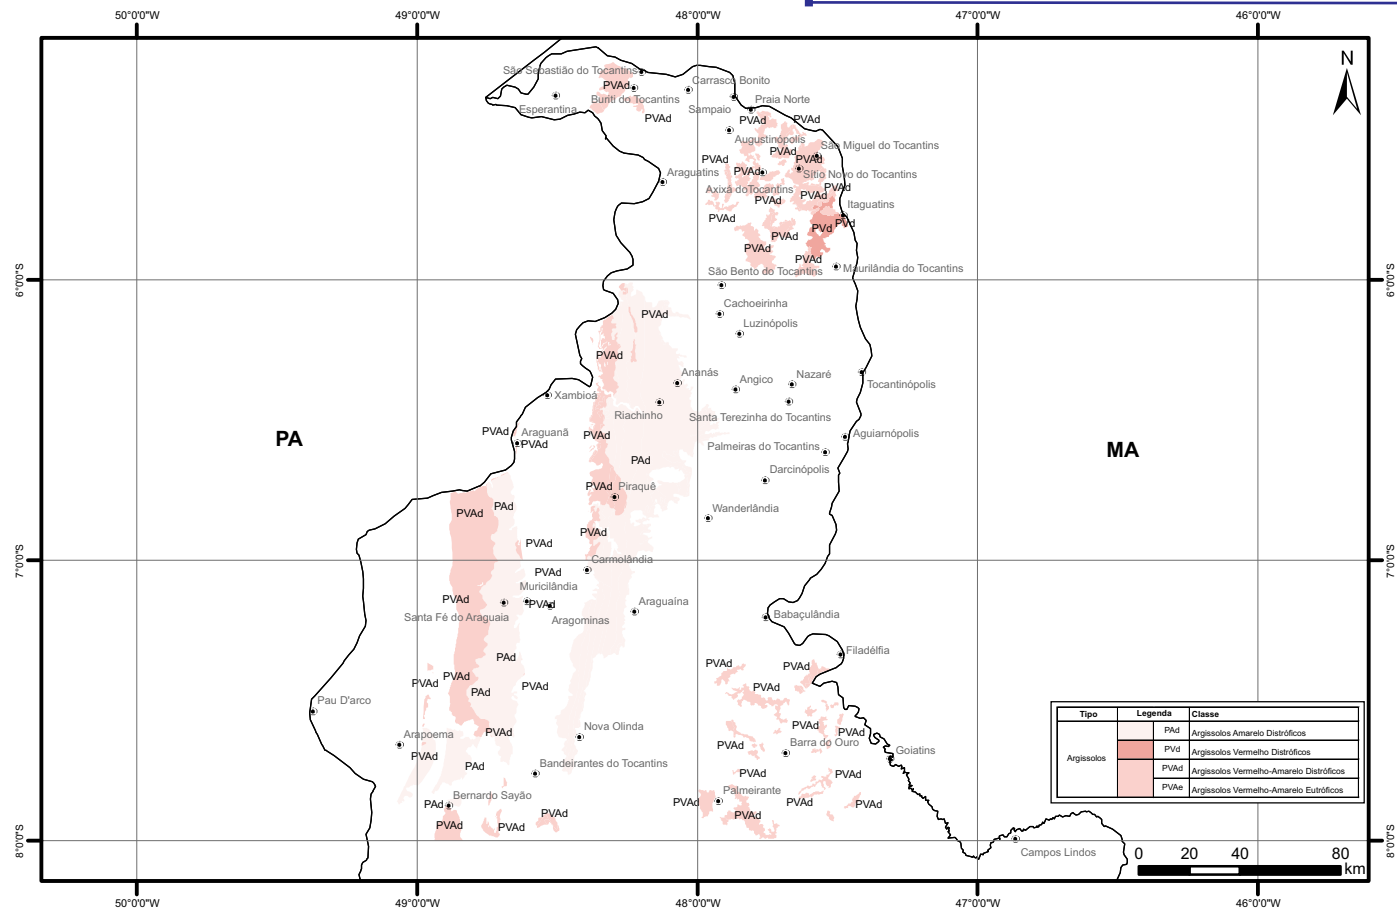 50°0'0"W 49°0'0"W 48°0'0"W 47°0'0"W 46°0'0"W
N
São Sebastião do Tocantins
Carrasco Bonito
PVAd
Buriti do Tocantins
Esperantina
Sampaio
Praia Norte
PVAd
PVAd
PVAd
Augustinópolis
São Miguel do Tocantins
PVAd
PVAd
PVAd
Araguatins
PVAd
Sítio Novo do Tocantins
Axixá doTocantins
PVAd
PVAd
PVAd
Itaguatins
PVAd
PVd
PVd
PVAd
PVAd
PVAd
São Bento do Tocantins
Maurilândia do Tocantins
6°0'0"S
6°0'0"S
Cachoeirinha
PVAd
Luzinópolis
PVAd
Ananás
Angico
Nazaré
Tocantinópolis
Xambioá
Riachinho
Santa Terezinha do Tocantins
PVAd
Araguanã
PVAd
PVAd
Aguiarnópolis
PA
MA
Palmeiras do Tocantins
PAd
Darcinópolis
PVAd
Piraquê
PAd
PVAd
Wanderlândia
PVAd
PVAd
7°0'0"S
7°0'0"S
Carmolândia
PVAd
Muricilândia
PVAd
PVAd
Araguaína
Santa Fé do Araguaia
Aragominas
Babaçulândia
Filadélfia
PAd
PVAd
PVAd
PVAd
PVAd
PAd
PVAd
PVAd
Pau D'arco
Arapoema
PVAd
Nova Olinda
PVAd
PVAd
PVAd
Barra do Ouro
Goiatins
PVAd
PAd
Bandeirantes do Tocantins
PVAd
PVAd
Palmeirante
PAd
Bernardo Sayão
PVAd
PVAd
PVAd
PVAd
PVAd
PVAd
PVAd
8°0'0"S
8°0'0"S
Campos Lindos
Tipo Legenda Classe
Argissolos
PAd Argissolos Amarelo Distróficos
PVd Argissolos Vermelho Distróficos
PVAd Argissolos Vermelho-Amarelo Distróficos
PVAe Argissolos Vermelho-Amarelo Eutróficos
0 20 40 80
km
50°0'0"W 49°0'0"W 48°0'0"W 47°0'0"W 46°0'0"W